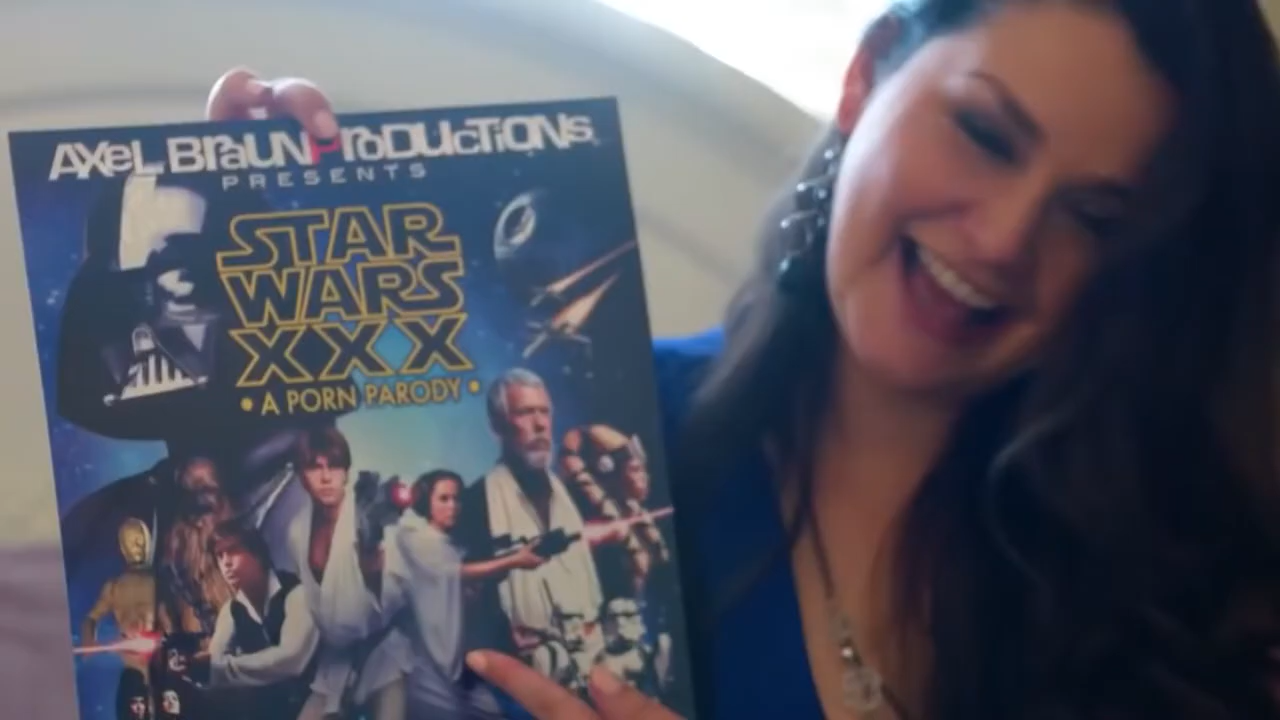 AXEL BRAUN PRODUCTIONS
PRESENTS
STAR
WARS
XXX
• A PORN PARODY •